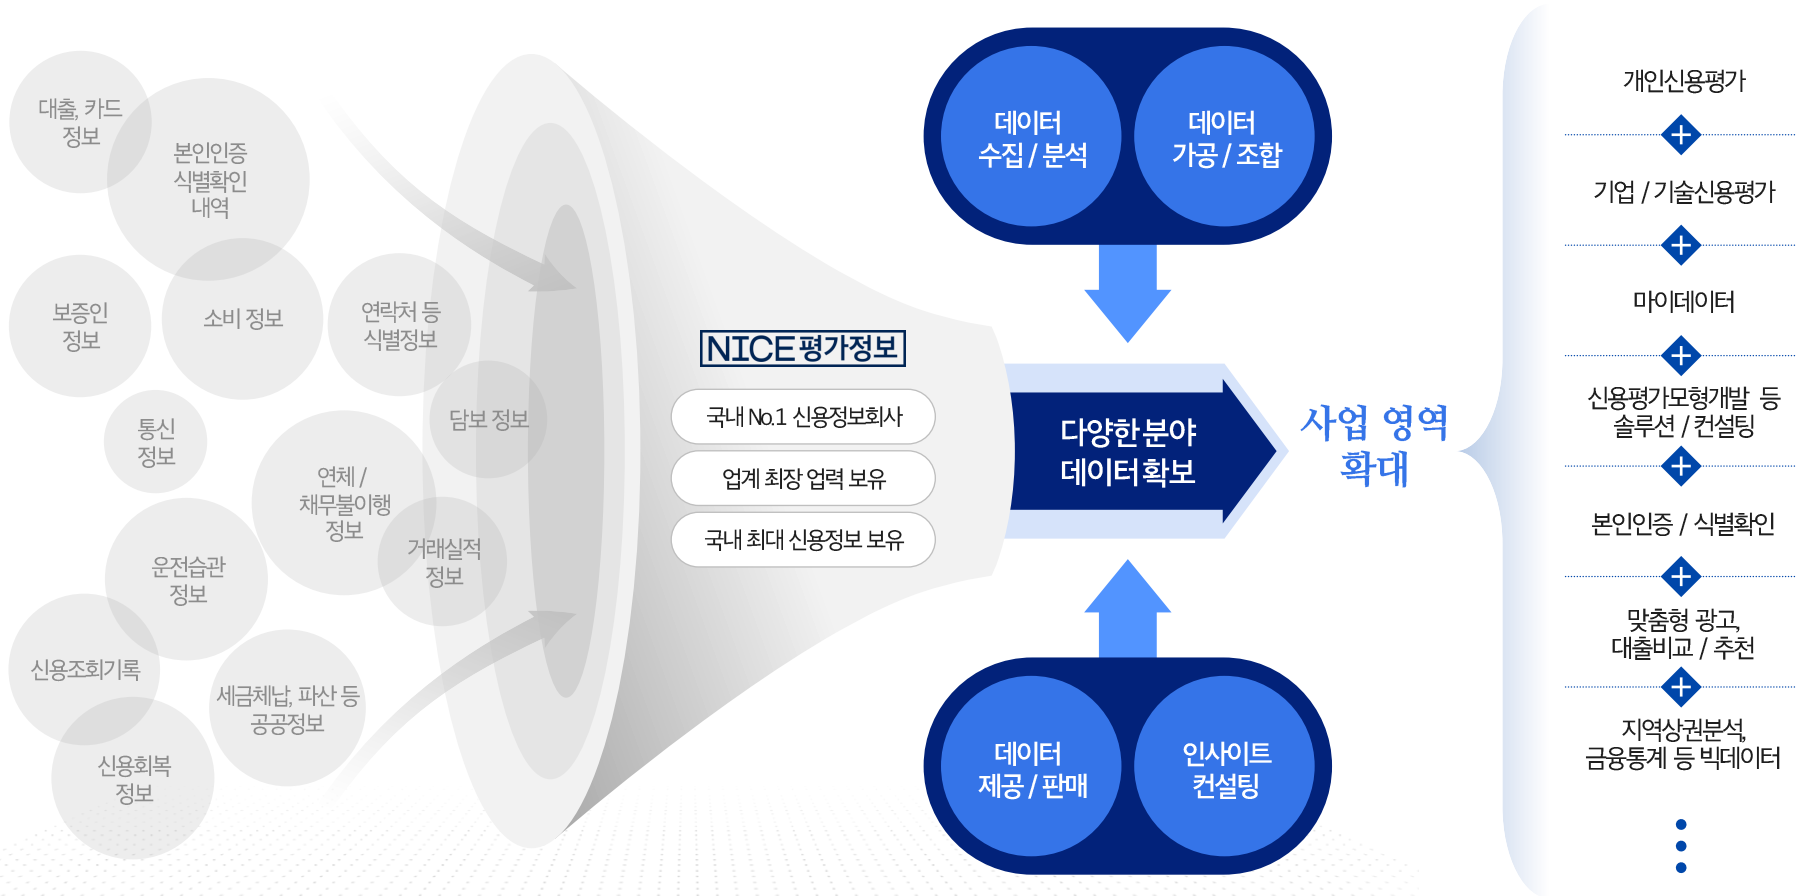 대출, 카드
정보
본인인증
식별확인
내역
보증인
정보
소비 정보
연락처 등
식별정보
담보 정보
통신
정보
연체 /
채무불이행
정보
거래실적
정보
운전습관
정보
신용조회기록
세금체납, 파산 등
공공정보
신용회복
정보
NICE평가정보
국내 No.1 신용정보회사
업계 최장 업력 보유
국내 최대 신용정보 보유
데이터
수집 / 분석
데이터
가공 / 조합
다양한 분야
데이터 확보
데이터
제공 / 판매
인사이트
컨설팅
사업 영역
확대
개인신용평가
기업 / 기술신용평가
마이데이터
신용평가모형개발 등
솔루션 / 컨설팅
본인인증 / 식별확인
맞춤형 광고,
대출비교 / 추천
지역상권분석,
금융통계 등 빅데이터